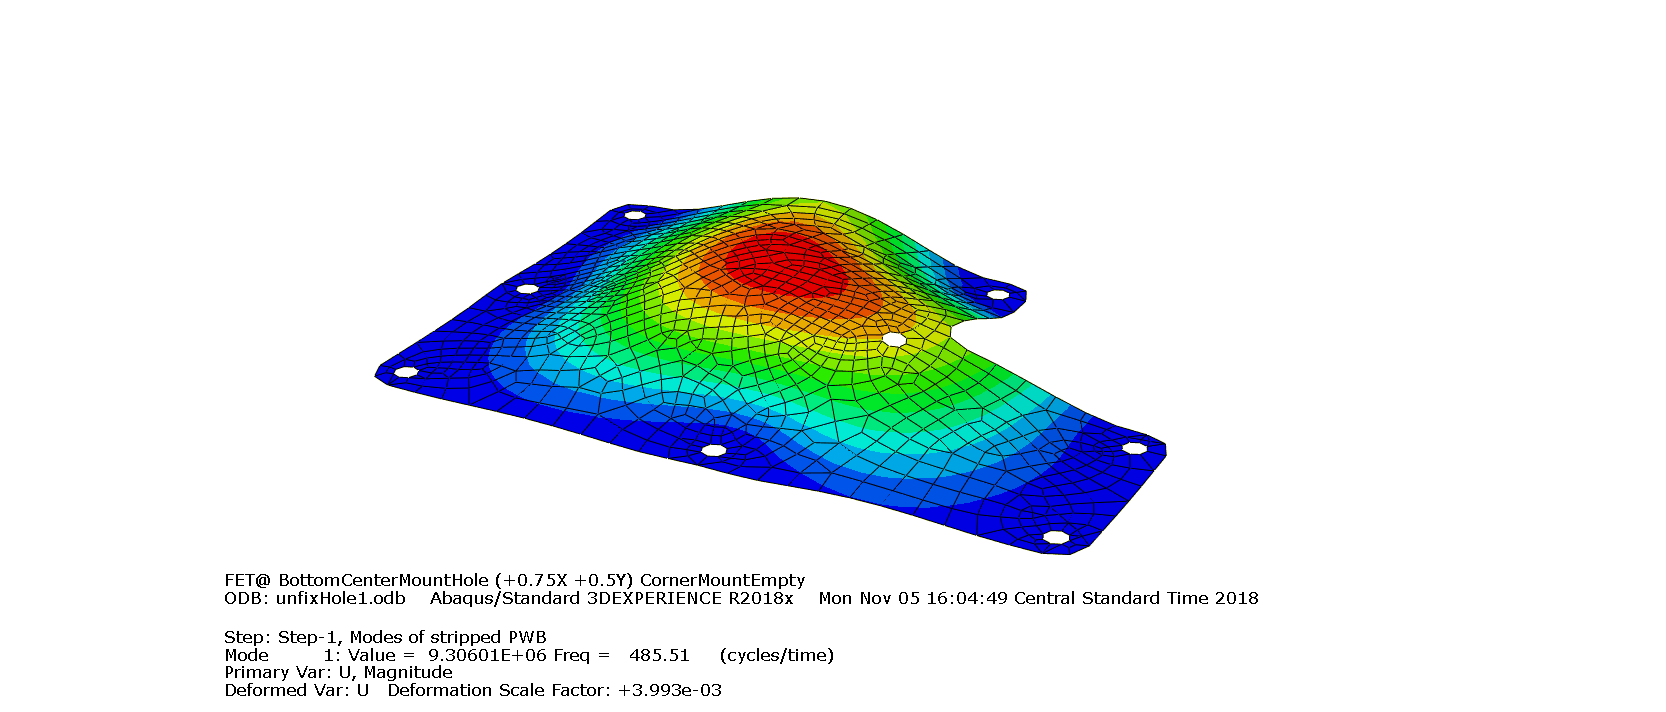 FET@ BottomCenterMountHole (+0.75X +0.5Y) CornerMountEmpty
ODB: unfixHole1.odb Abaqus/Standard 3DEXPERIENCE R2018x Mon Nov 05 16:04:49 Central Standard Time 2018
Step: Step-1, Modes of stripped PWB
Mode 1: Value = 9.30601E+06 Freq = 485.51 (cycles/time)
Primary Var: U, Magnitude
Deformed Var: U Deformation Scale Factor: +3.993e-03